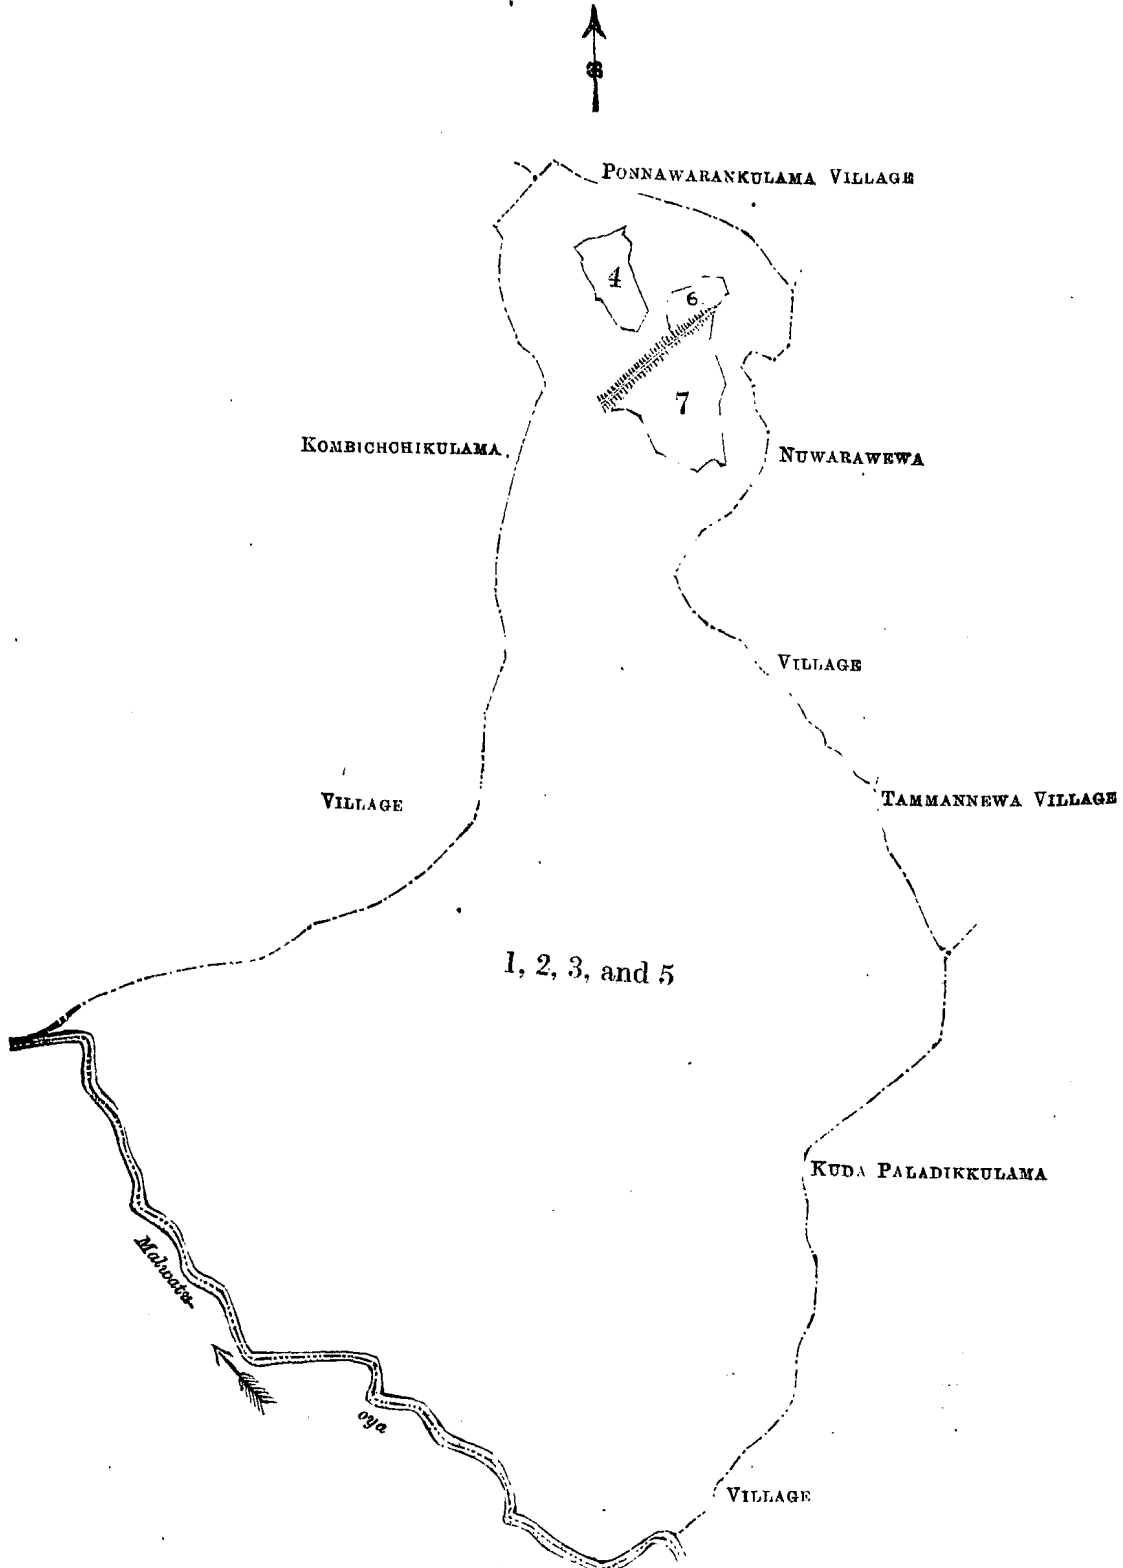 PONNAWARANKULAMA VILLAGE
4
6
7
KOMBICHCHIKULAMA
NUWARAWEWA
VILLAGE
VILLAGE
TAMMANNEWA VILLAGE
1, 2, 3, and 5
KUDA PALADIKKULAMA
Malwatu
oya
VILLAGE